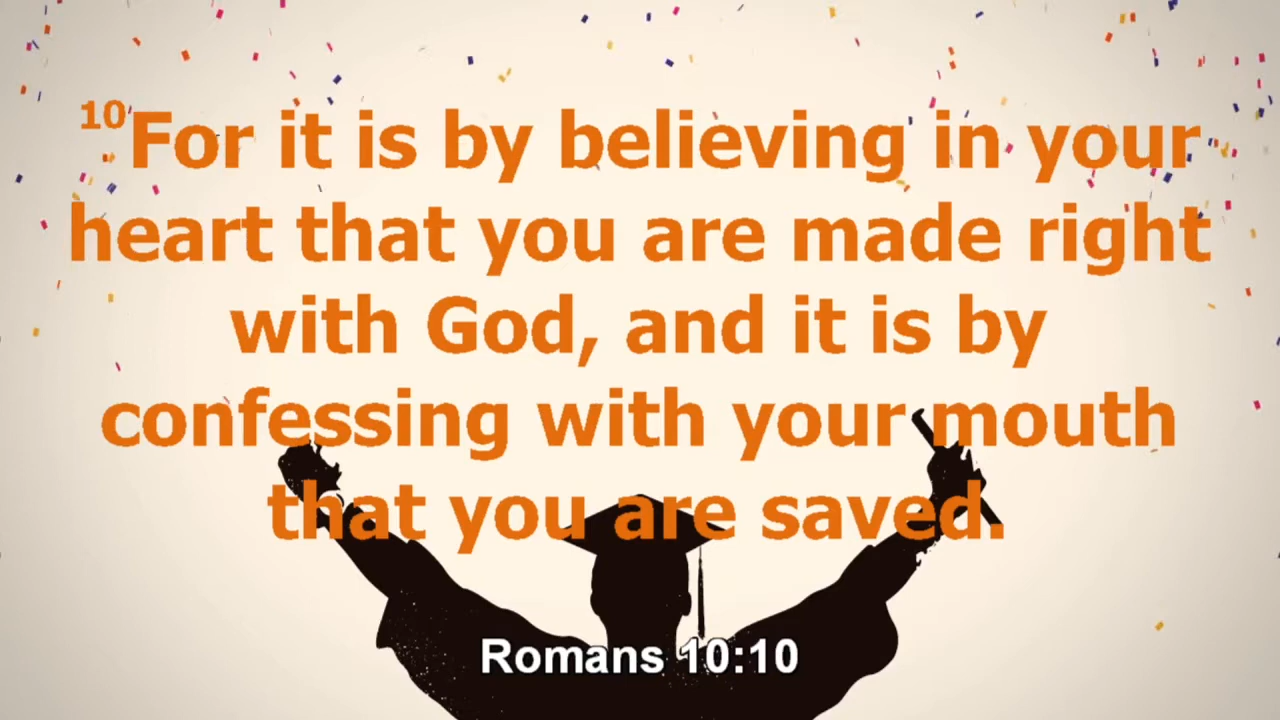 10For it is by believing in your
heart that you are made right
with God, and it is by
confessing with your mouth
that you are saved.
Romans 10:10